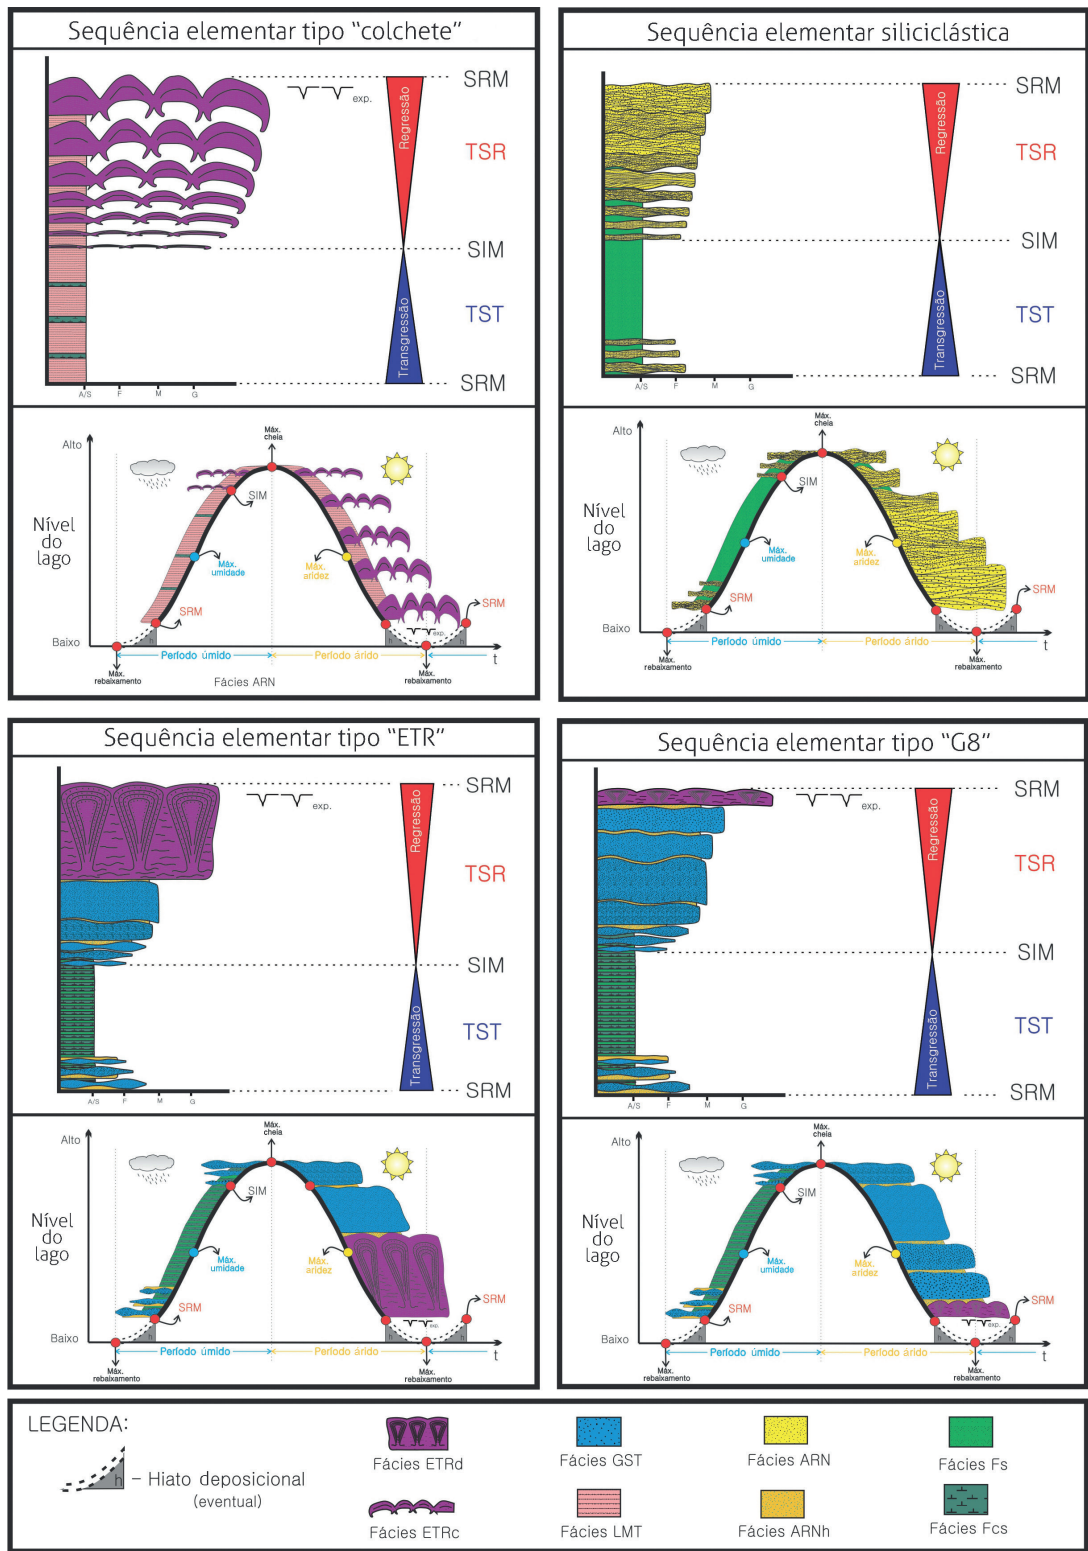 Sequência elementar tipo "colchete"
SRM
exp.
Regressão
TSR
SIM
Transgressão
TST
SRM
A/S F M G
Alto
Máx.
cheia
SIM
Nível
do
lago
Máx.
umidade
Máx.
aridez
SRM
SRM
Baixo
h
h
h
exp.
Período úmido
Período árido
t
Máx.
rebaixamento
Máx.
rebaixamento
Fácies ARN
Sequência elementar siliciclástica
SRM
Regressão
TSR
SIM
Transgressão
TST
SRM
A/S F M G
Alto
Máx.
cheia
SIM
Nível
do
lago
Máx.
umidade
Máx.
aridez
SRM
SRM
Baixo
h
h
h
Período úmido
Período árido
t
Máx.
rebaixamento
Máx.
rebaixamento
Sequência elementar tipo "ETR"
SRM
exp.
Regressão
TSR
SIM
Transgressão
TST
SRM
A/S F M G
Alto
Máx.
cheia
SIM
Nível
do
lago
Máx.
umidade
Máx.
aridez
SRM
SRM
Baixo
h
h
h
exp.
Período úmido
Período árido
t
Máx.
rebaixamento
Máx.
rebaixamento
Sequência elementar tipo "G8"
SRM
exp.
Regressão
TSR
SIM
Transgressão
TST
SRM
A/S F M G
Alto
Máx.
cheia
SIM
Nível
do
lago
Máx.
umidade
Máx.
aridez
SRM
SRM
Baixo
h
h
h
exp.
Período úmido
Período árido
t
Máx.
rebaixamento
Máx.
rebaixamento
LEGENDA:
h - Hiato deposicional
(eventual)
Fácies ETRd
Fácies GST
Fácies ARN
Fácies Fs
Fácies ETRc
Fácies LMT
Fácies ARNh
Fácies Fcs